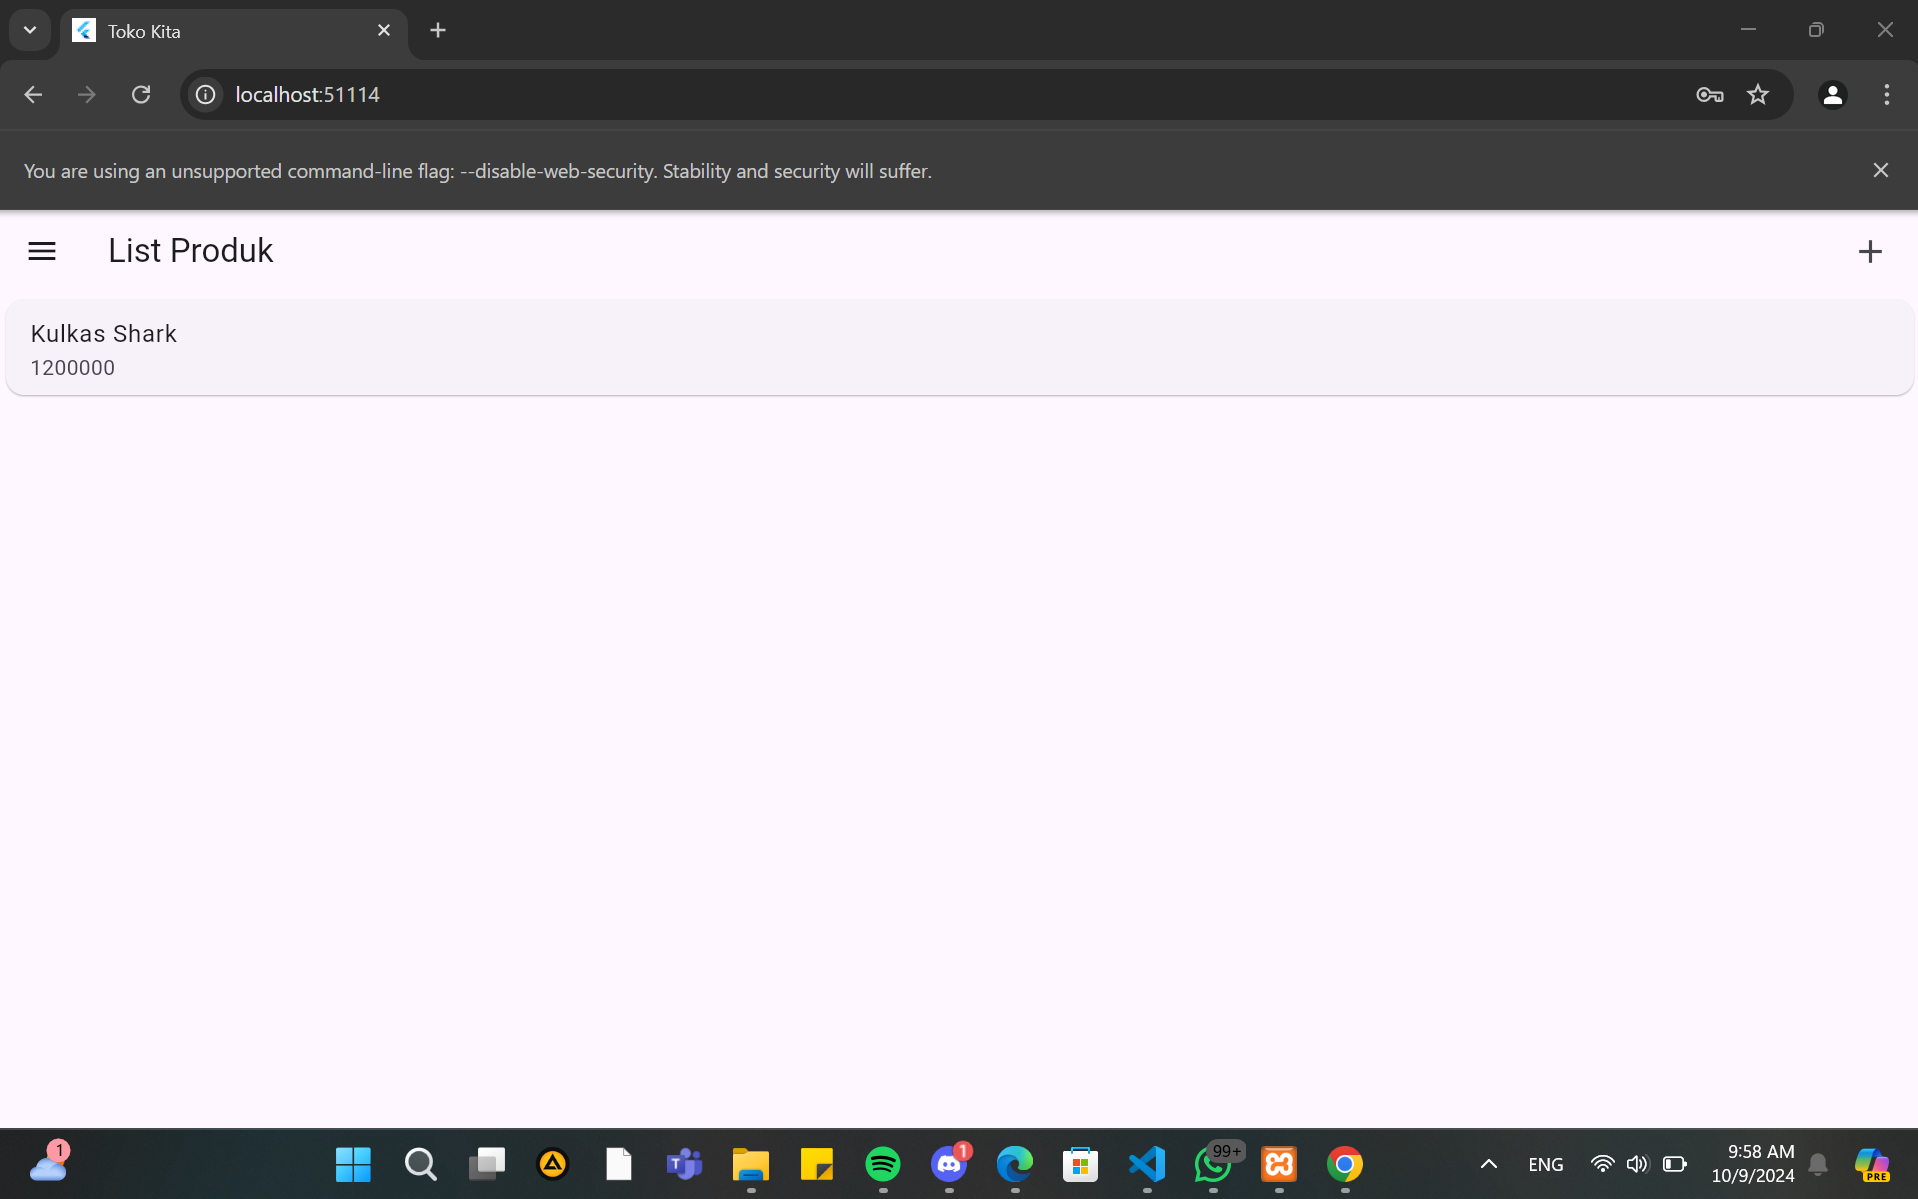 Toko Kita
localhost:51114
You are using an unsupported command-line flag: --disable-web-security. Stability and security will suffer.
List Produk
Kulkas Shark
1200000
1
T
1
99+
ENG
9:58 AM
10/9/2024
PRE